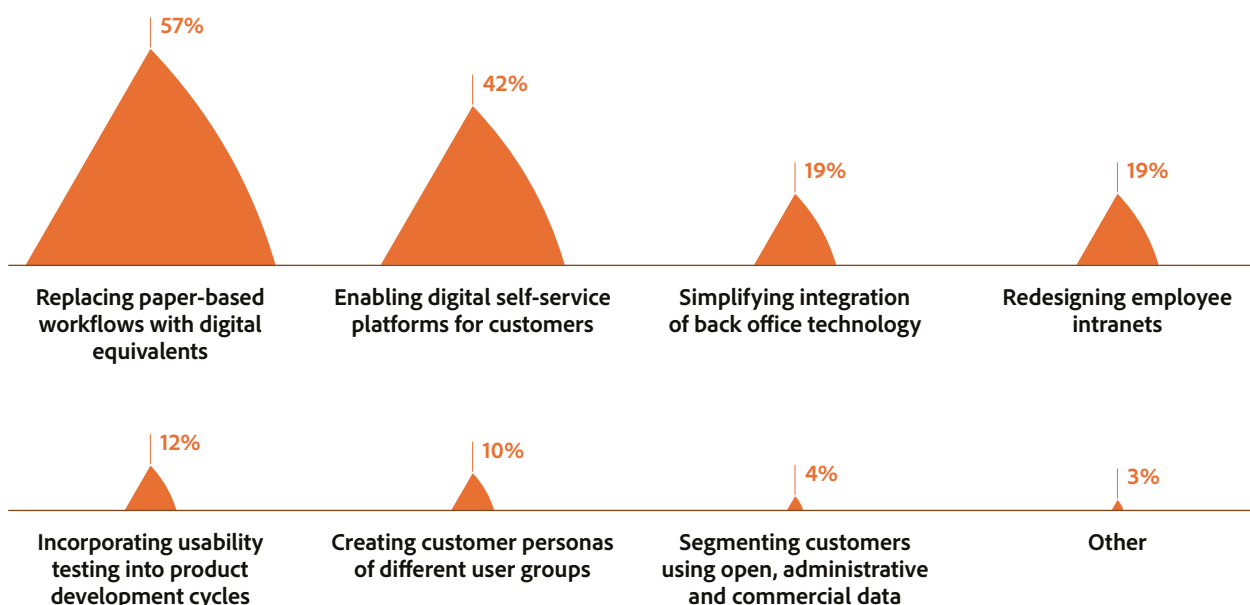 57%
42%
19%
19%
Replacing paper-based
workflows with digital
equivalents
Enabling digital self-service
platforms for customers
Simplifying integration
of back office technology
Redesigning employee
intranets
12%
10%
4%
3%
Incorporating usability
testing into product
development cycles
Creating customer personas
of different user groups
Segmenting customers
using open, administrative
and commercial data
Other